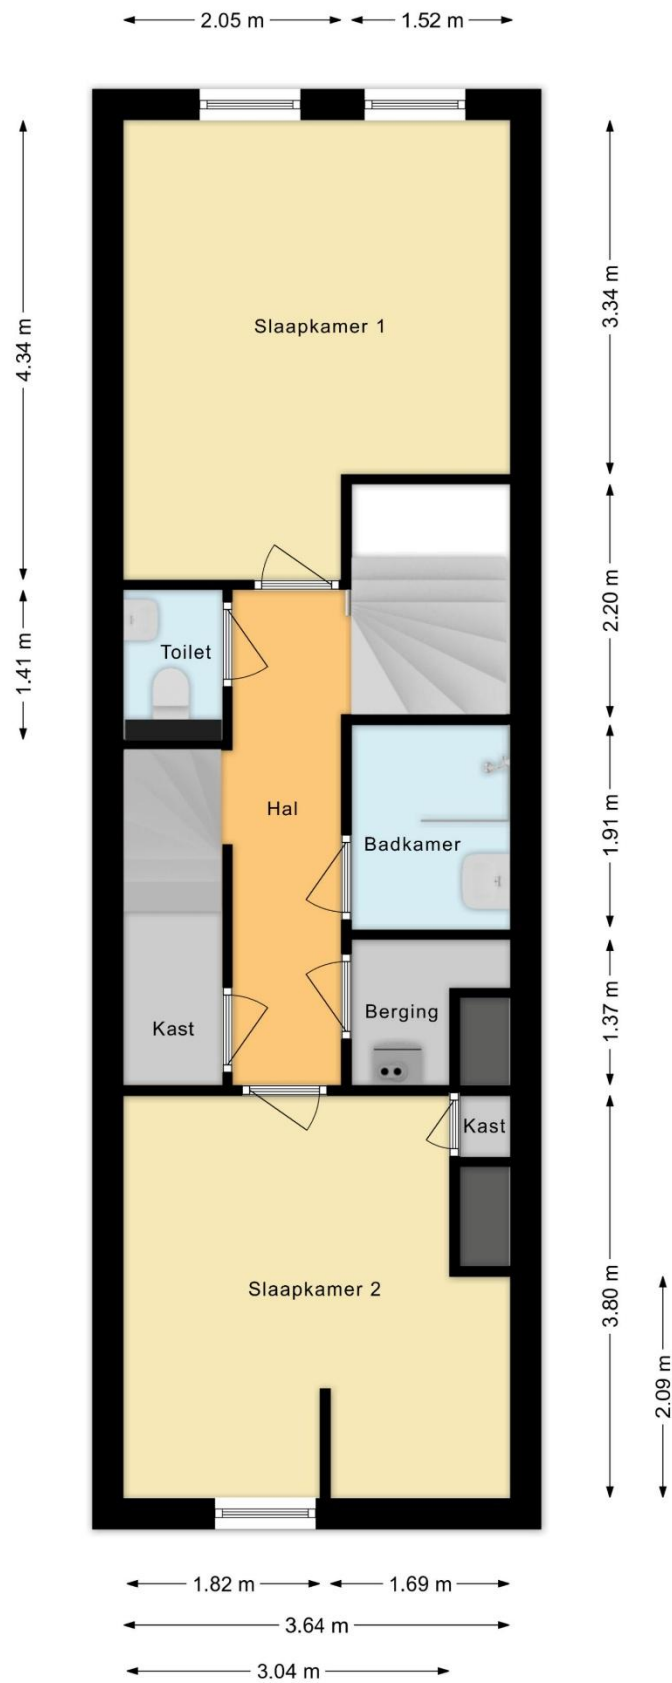 2.05 m
1.52 m
4.34 m
3.34 m
Slaapkamer 1
2.20 m
1.41 m
Toilet
Hal
1.91 m
Badkamer
1.37 m
Berging
Kast
Kast
3.80 m
Slaapkamer 2
2.09 m
1.82 m
1.69 m
3.64 m
3.04 m